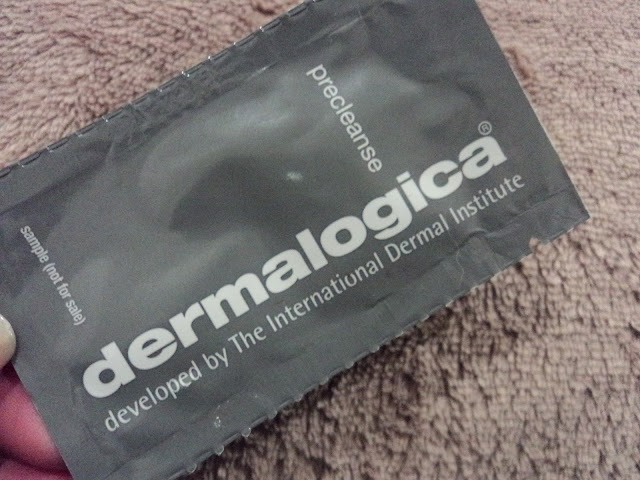 precleanse
dermalogica®
developed by The International Dermal Institute
sample (not for sale)